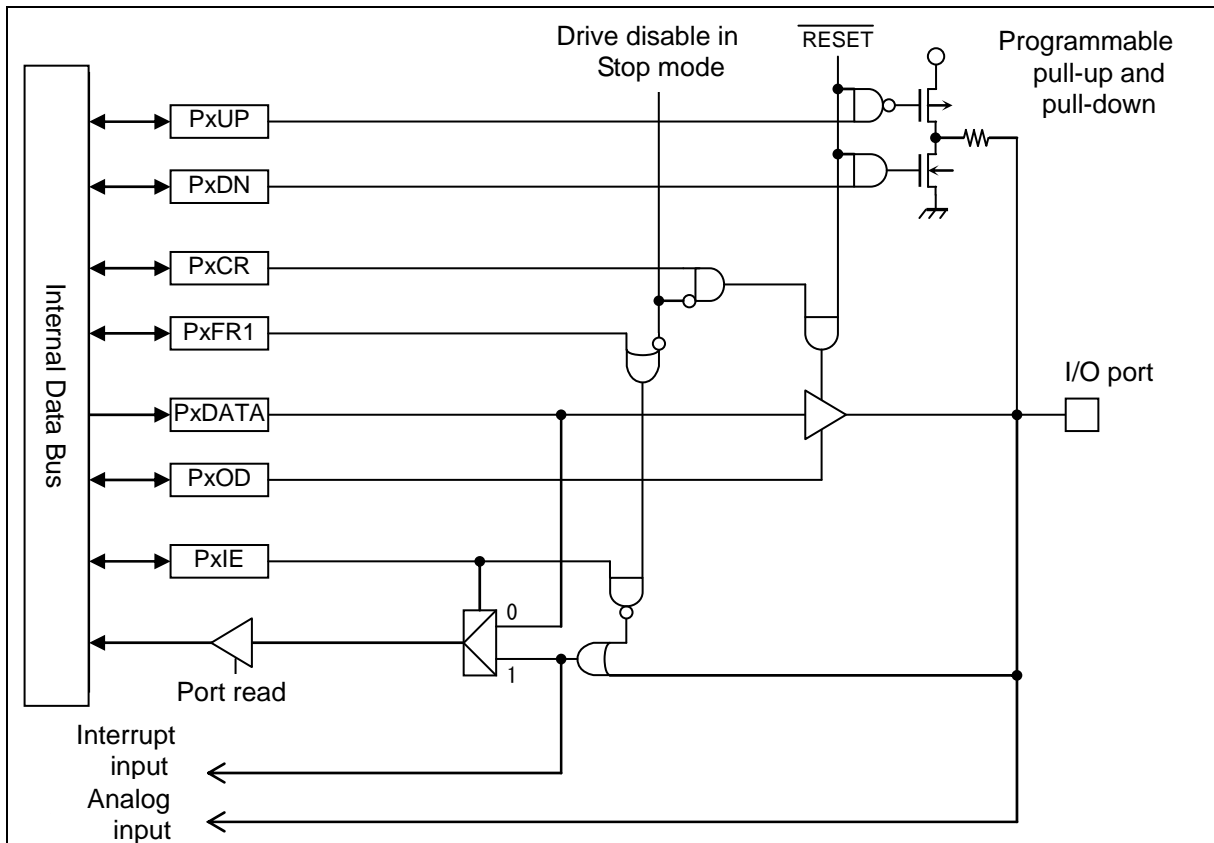 Drive disable in
Stop mode
RESET
Programmable
pull-up and
pull-down
PxUP
PxDN
PxCR
PxFR1
PxDATA
PxOD
PxIE
Internal Data Bus
I/O port
0
1
Port read
Interrupt
input
Analog
input